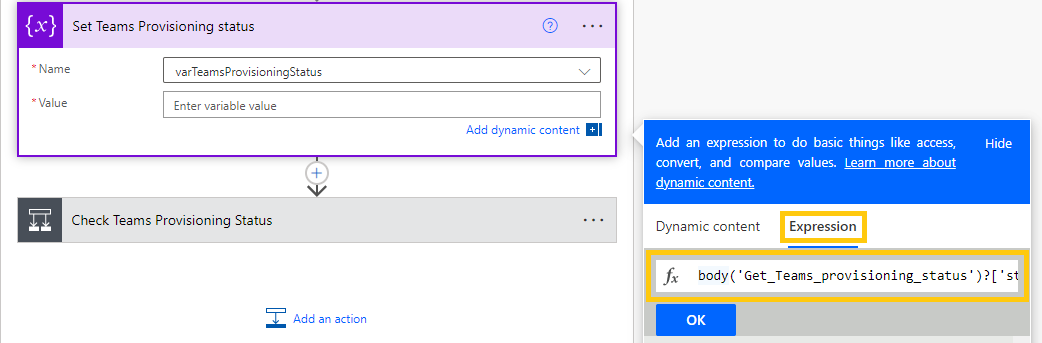 {x} Set Teams Provisioning status
* Name
varTeamsProvisioningStatus
* Value
Enter variable value
Add dynamic content
Add an expression to do basic things like access,
convert, and compare values. Learn more about
dynamic content.
Hide
Check Teams Provisioning Status
Dynamic content
Expression
fx body('Get_Teams_provisioning_status')?['st
OK
Add an action